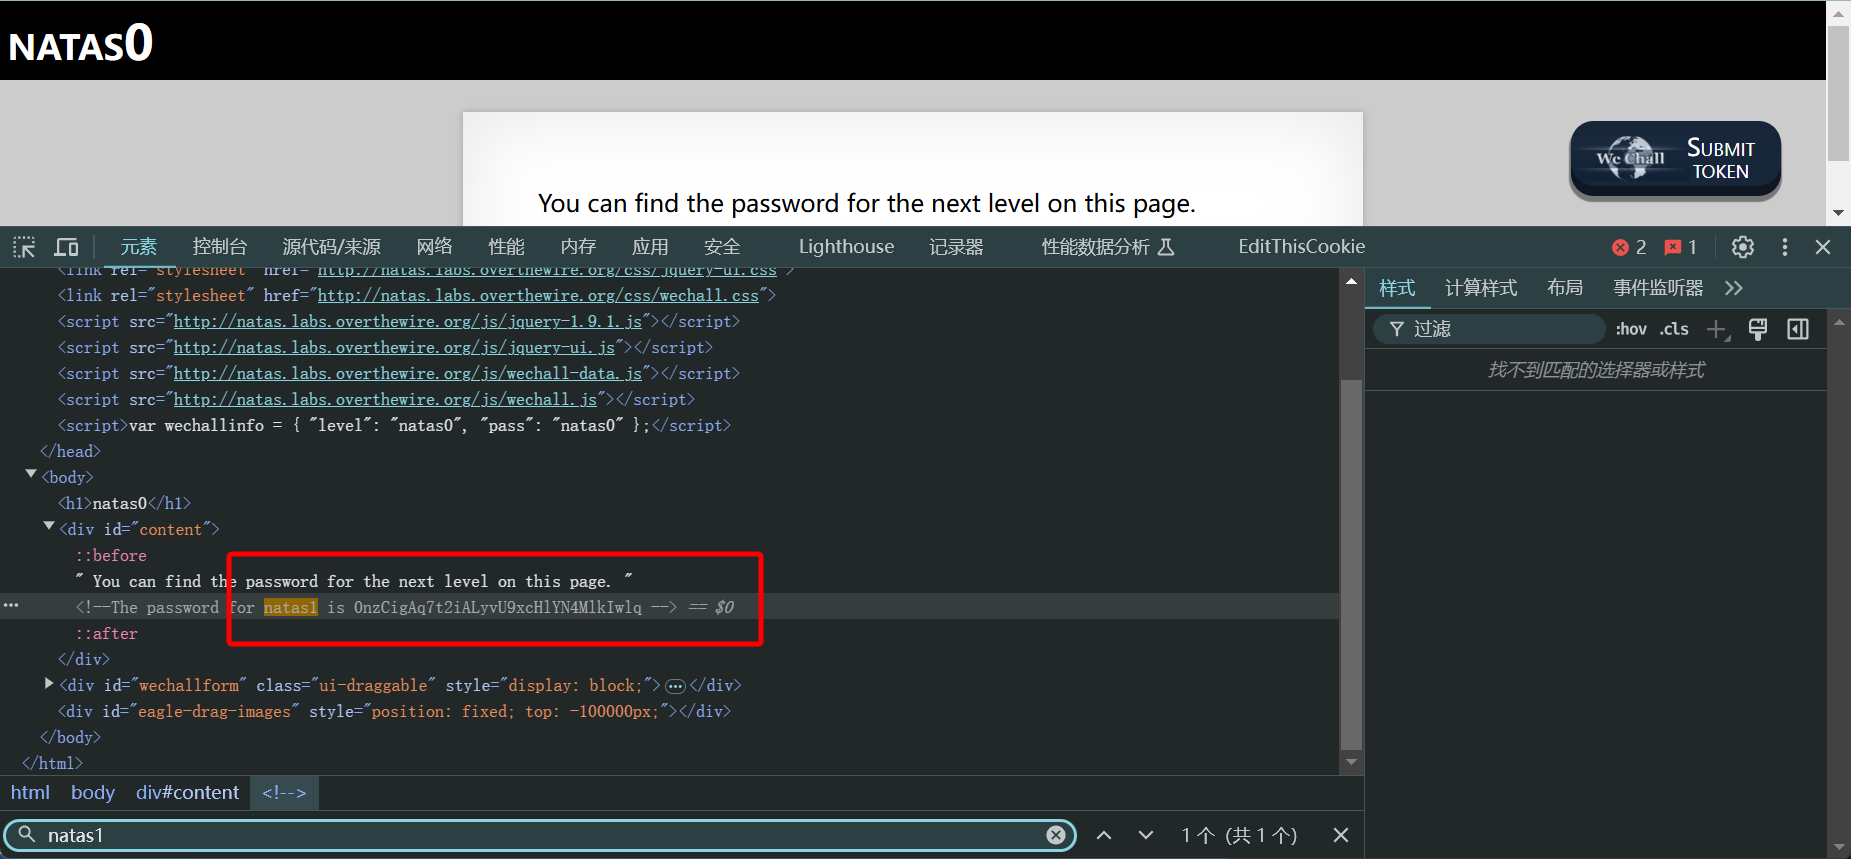 NATAS0
We Chall
SUBMIT
TOKEN
You can find the password for the next level on this page.
元素 控制台 源代码/来源 网络 性能 内存 应用 安全 Lighthouse 记录器 性能数据分析 EditThisCookie 2 1
<link rel="stylesheet" href="http://natas.labs.overthewire.org/css/jquery-ui.css">
<link rel="stylesheet" href="http://natas.labs.overthewire.org/css/wechall.css">
<script src="http://natas.labs.overthewire.org/js/jquery-1.9.1.js"></script>
<script src="http://natas.labs.overthewire.org/js/jquery-ui.js"></script>
<script src="http://natas.labs.overthewire.org/js/wechall-data.js"></script>
<script src="http://natas.labs.overthewire.org/js/wechall.js"></script>
<script>var wechallinfo = { "level": "natas0", "pass": "natas0" };</script>
</head>
<body>
<h1>natas0</h1>
<div id="content">
::before
" You can find the password for the next level on this page. "
<!--The password for natas1 is 0nzCigAq7t2iALyvU9xcHlYN4MlkIwlq --> == $0
::after
</div>
<div id="wechallform" class="ui-draggable" style="display: block;">…</div>
<div id="eagle-drag-images" style="position: fixed; top: -100000px;"></div>
</body>
</html>
html body div#content <!-->
natas1 1 个 (共 1 个)
样式 计算样式 布局 事件监听器
过滤 :hov .cls
找不到匹配的选择器或样式